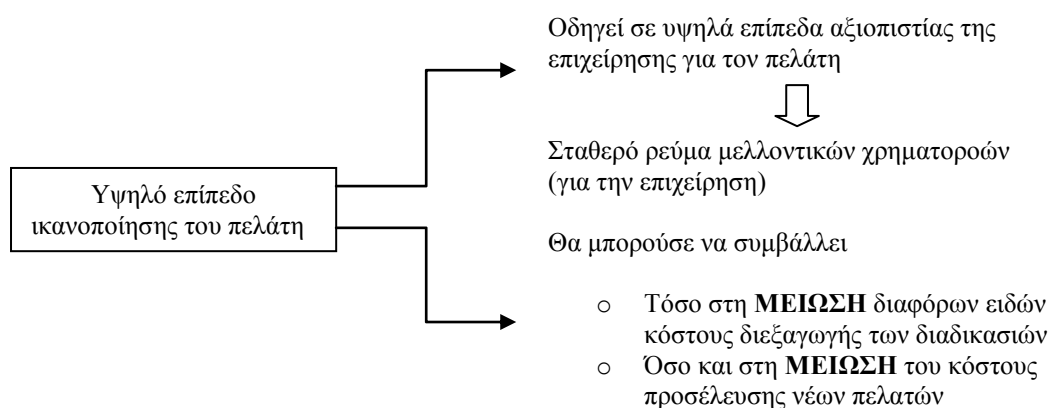 Υψηλό επίπεδο
ικανοποίησης του πελάτη
Οδηγεί σε υψηλά επίπεδα αξιοπιστίας της
επιχείρησης για τον πελάτη
Σταθερό ρεύμα μελλοντικών χρηματοροών
(για την επιχείρηση)
Θα μπορούσε να συμβάλλει
o Τόσο στη ΜΕΙΩΣΗ διαφόρων ειδών
κόστους διεξαγωγής των διαδικασιών
o Όσο και στη ΜΕΙΩΣΗ του κόστους
προσέλευσης νέων πελατών